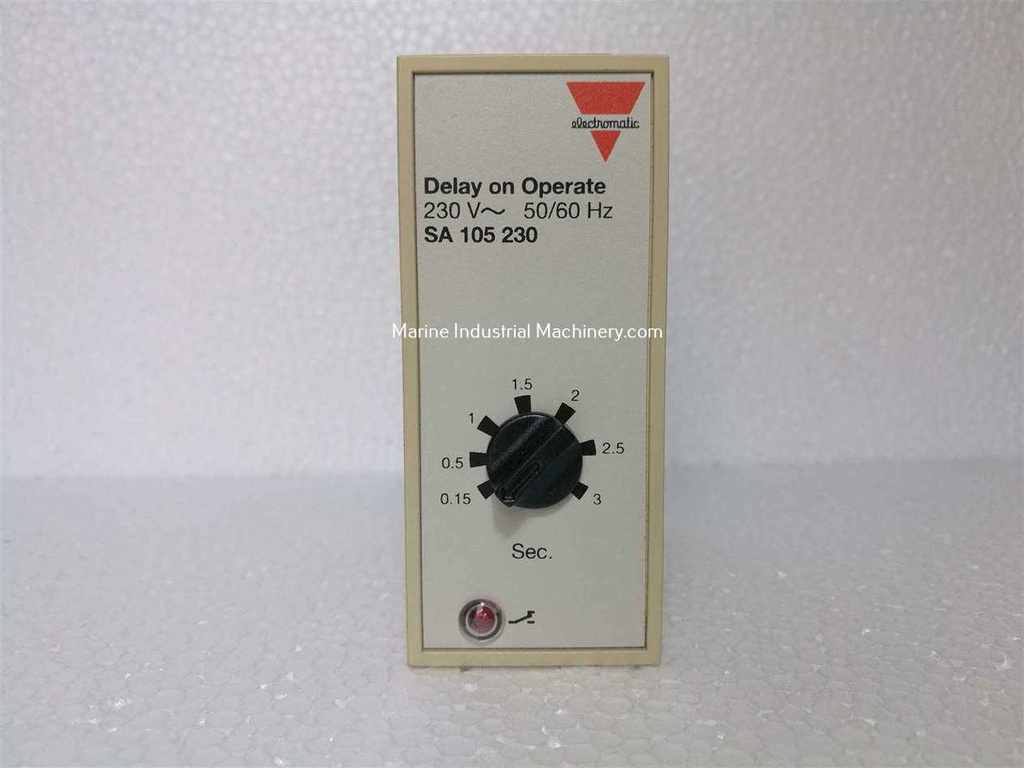 electromatic
Delay on Operate
230 V~ 50/60 Hz
SA 105 230
Marine Industrial Machinery.com
1.5
1 2
0.5 2.5
0.15 3
Sec.